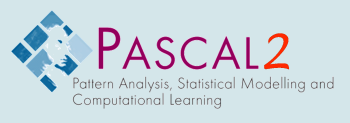 PASCAL2
Pattern Analysis, Statistical Modelling and
Computational Learning